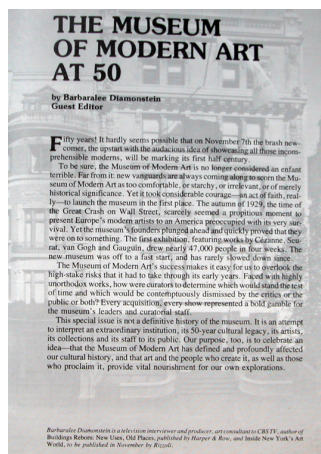 THE MUSEUM
OF MODERN ART
AT 50
by Barbaralee Diamonstein
Guest Editor
Fifty years! It hardly seems possible that on November 7th the brash new-
comer, the upstart with the audacious idea of showcasing all those incom-
prehensible moderns, will be marking its first half century.
To be sure, the Museum of Modern Art is no longer considered an enfant
terrible. Far from it: new vanguards are always coming along to scorn the Mu-
seum of Modern Art as too comfortable, or starchy, or irrelevant, or of merely
historical significance. Yet it took considerable courage—an act of faith, real-
ly—to launch the museum in the first place. The autumn of 1929, the time of
the Great Crash on Wall Street, scarcely seemed a propitious moment to
present Europe's modern artists to an America preoccupied with its very sur-
vival. Yet the museum's founders plunged ahead and quickly proved that they
were on to something. The first exhibition, featuring works by Cézanne, Seu-
rat, van Gogh and Gauguin, drew nearly 47,000 people in four weeks. The
new museum was off to a fast start, and has rarely slowed down since.
The Museum of Modern Art's success makes it easy for us to overlook the
high-stake risks that it had to take through its early years. Faced with highly
unorthodox works, how were curators to determine which would stand the test
of time and which would be contemptuously dismissed by the critics or the
public or both? Every acquisition, every show represented a bold gamble for
the museum's leaders and curatorial staff.
This special issue is not a definitive history of the museum. It is an attempt
to interpret an extraordinary institution, its 50-year cultural legacy, its artists,
its collections and its staff to its public. Our purpose, too, is to celebrate an
idea—that the Museum of Modern Art has defined and profoundly affected
our cultural history, and that art and the people who create it, as well as those
who proclaim it, provide vital nourishment for our own explorations.
Barbaralee Diamonstein is a television interviewer and producer, art consultant to CBS TV, author of
Buildings Reborn: New Uses, Old Places, published by Harper & Row, and Inside New York's Art
World, to be published in November by Rizzoli.